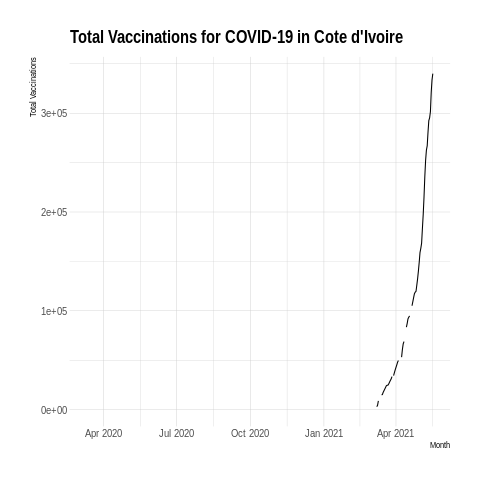 Total Vaccinations for COVID-19 in Cote d'Ivoire
Total Vaccinations
3e+05
2e+05
1e+05
0e+00
Apr 2020 Jul 2020 Oct 2020 Jan 2021 Apr 2021
Month